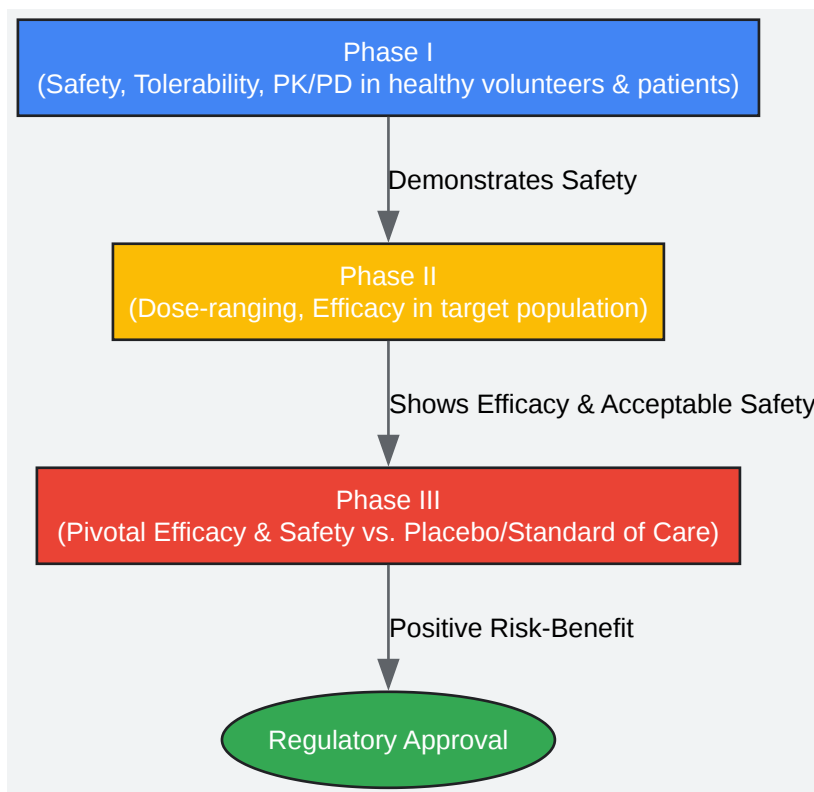 Phase I
(Safety, Tolerability, PK/PD in healthy volunteers & patients)
Demonstrates Safety
Phase II
(Dose-ranging, Efficacy in target population)
Shows Efficacy & Acceptable Safety
Phase III
(Pivotal Efficacy & Safety vs. Placebo/Standard of Care)
Positive Risk-Benefit
Regulatory Approval